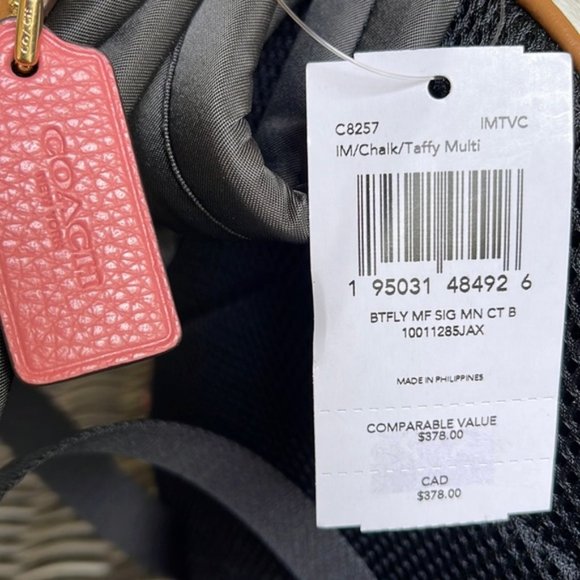 COACH
COACH
C8257 IMTVC
IM/Chalk/Taffy Multi
1 95031 48492 6
BTFLY MF SIG MN CT B
10011285JAX
MADE IN PHILIPPINES
COMPARABLE VALUE
$378.00
CAD
$378.00